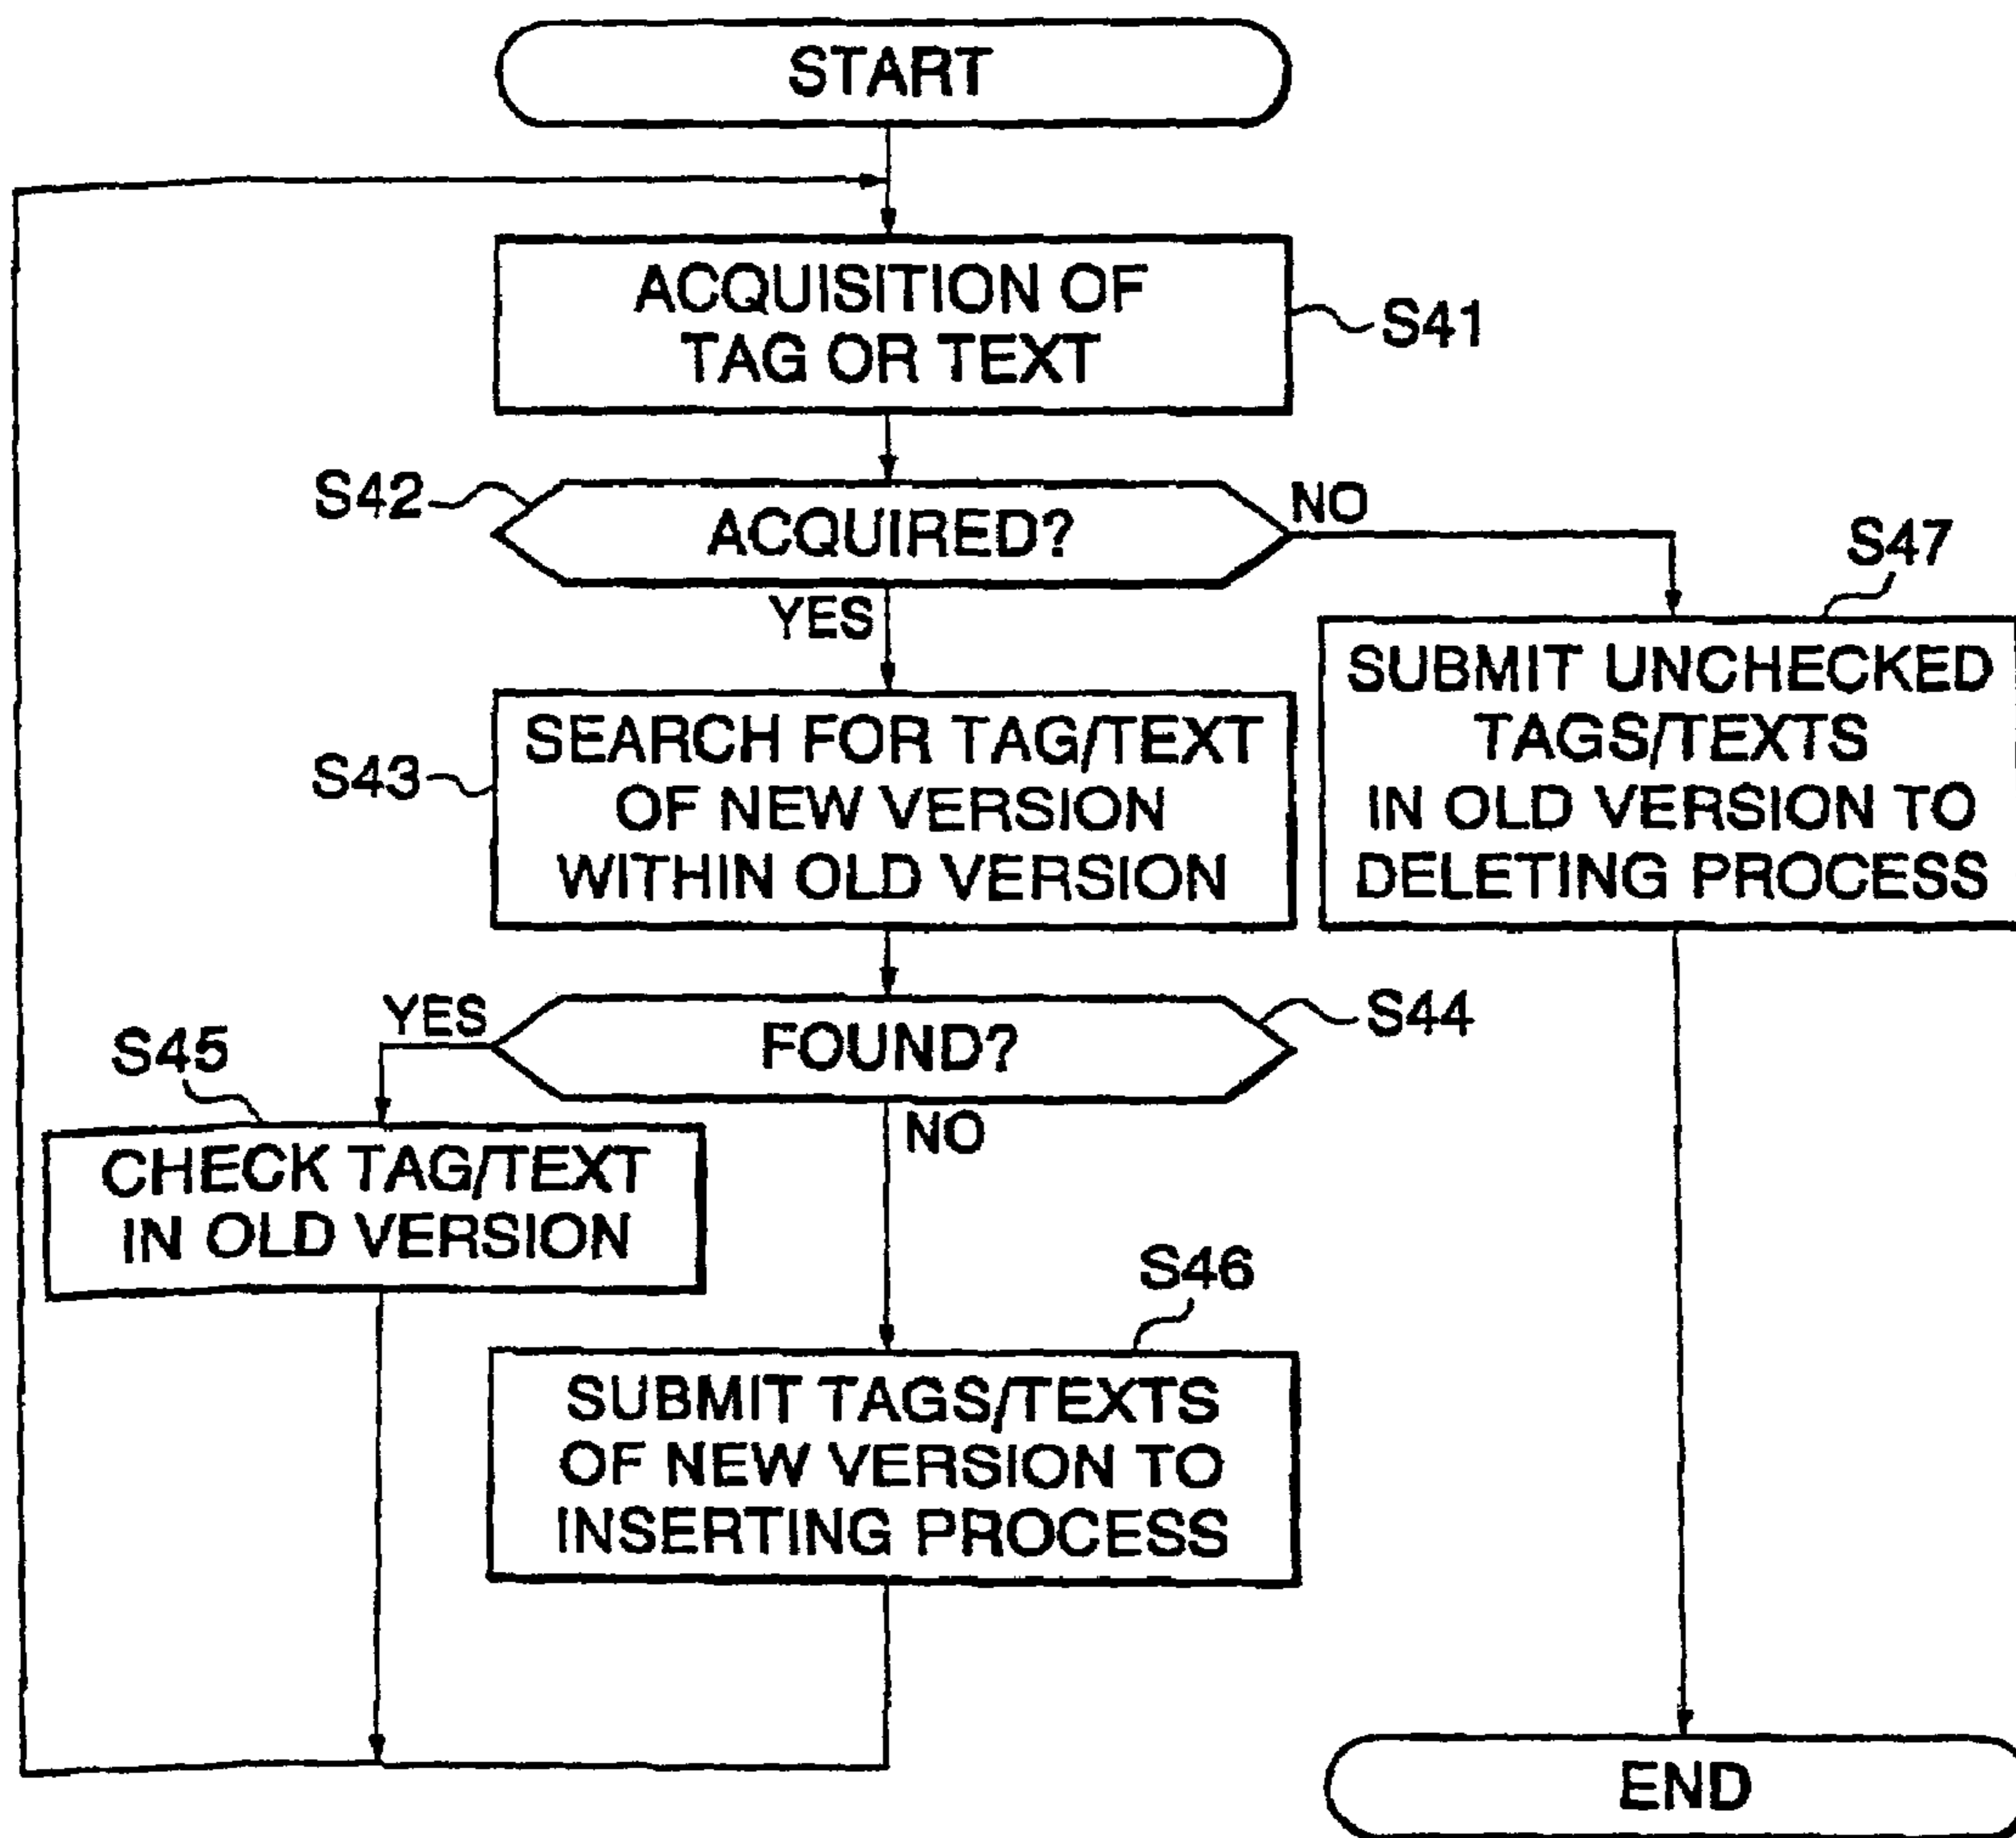 START
ACQUISITION OF
TAG OR TEXT
S41
S42
ACQUIRED?
NO
YES
S47
SUBMIT UNCHECKED
TAGS/TEXTS
IN OLD VERSION TO
DELETING PROCESS
S43
SEARCH FOR TAG/TEXT
OF NEW VERSION
WITHIN OLD VERSION
YES
S44
FOUND?
S45
NO
CHECK TAG/TEXT
IN OLD VERSION
S46
SUBMIT TAGS/TEXTS
OF NEW VERSION TO
INSERTING PROCESS
END